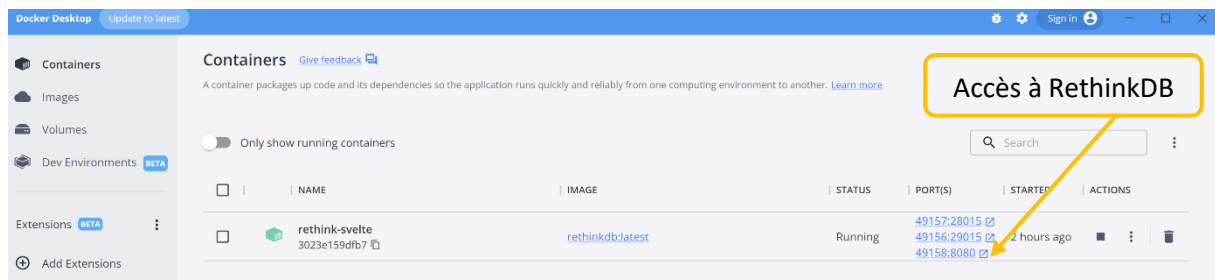 Docker Desktop Update to latest Sign in
Containers
Images
Volumes
Dev Environments BETA
Extensions BETA
Add Extensions
Containers Give feedback
A container packages up code and its dependencies so the application runs quickly and reliably from one computing environment to another. Learn more
Accès à RethinkDB
Only show running containers
Search
NAME IMAGE STATUS PORT(S) STARTED ACTIONS
rethink-svelte
3023e159dfb7
rethinkdb:latest
Running
49157:28015
49156:29015
49158:8080
2 hours ago